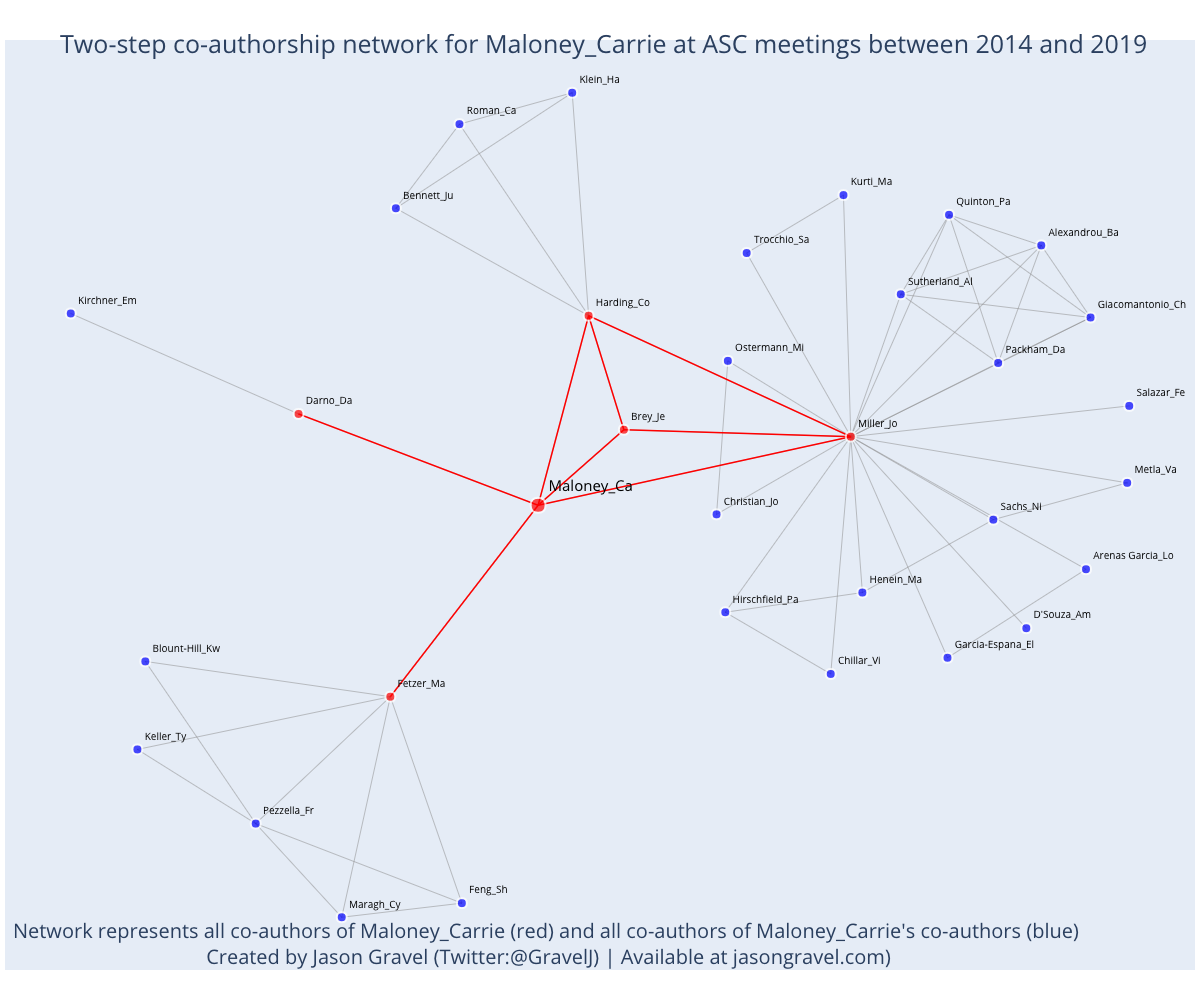 Two-step co-authorship network for Maloney_Carrie at ASC meetings between 2014 and 2019
Klein_Ha
Roman_Ca
Kurti_Ma
Bennett_Ju
Quinton_Pa
Alexandrou_Ba
Trocchio_Sa
Sutherland_Al
Kirchner_Em
Harding_Co
Giacomantonio_Ch
Ostermann_Mi
Packham_Da
Salazar_Fe
Darno_Da
Brey_Je
Miller_Jo
Metla_Va
Maloney_Ca
Christian_Jo
Sachs_Ni
Arenas Garcia_Lo
Henein_Ma
Hirschfield_Pa
D'Souza_Am
Garcia-Espana_El
Blount-Hill_Kw
Chillar_Vi
Fetzer_Ma
Keller_Ty
Pezzella_Fr
Feng_Sh
Maragh_Cy
Network represents all co-authors of Maloney_Carrie (red) and all co-authors of Maloney_Carrie's co-authors (blue)
Created by Jason Gravel (Twitter:@GravelJ) | Available at jasongravel.com)